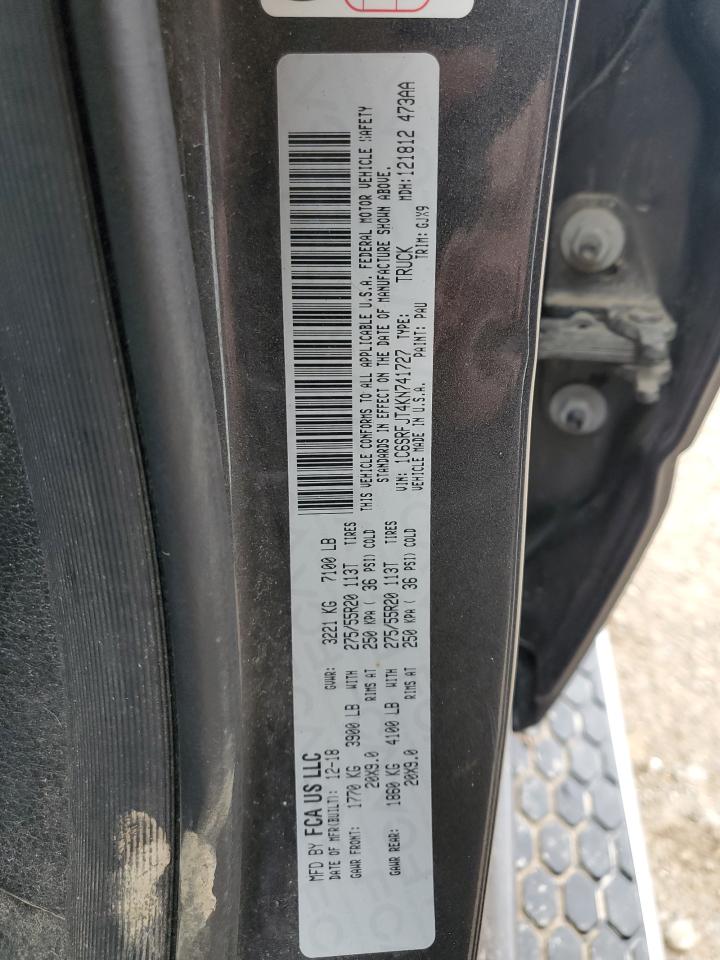 MFD BY FCA US LLC
DATE OF MFR(BUILT): 12-18 GVWR: 3221 KG 7100 LB
GAWR FRONT: 1770 KG 3900 LB WITH 275/55R20 113T TIRES
20X9.0 RIMS AT 250 KPA ( 36 PSI) COLD
GAWR REAR: 1860 KG 4100 LB WITH 275/55R20 113T TIRES
20X9.0 RIMS AT 250 KPA ( 36 PSI) COLD
THIS VEHICLE CONFORMS TO ALL APPLICABLE U.S.A. FEDERAL MOTOR VEHICLE SAFETY
STANDARDS IN EFFECT ON THE DATE OF MANUFACTURE SHOWN ABOVE.
VIN: 1C6SRFJT4KN741727 TYPE: TRUCK MDH:121812 473AA
VEHICLE MADE IN U.S.A. PAINT: PAU TRIM: GJX9